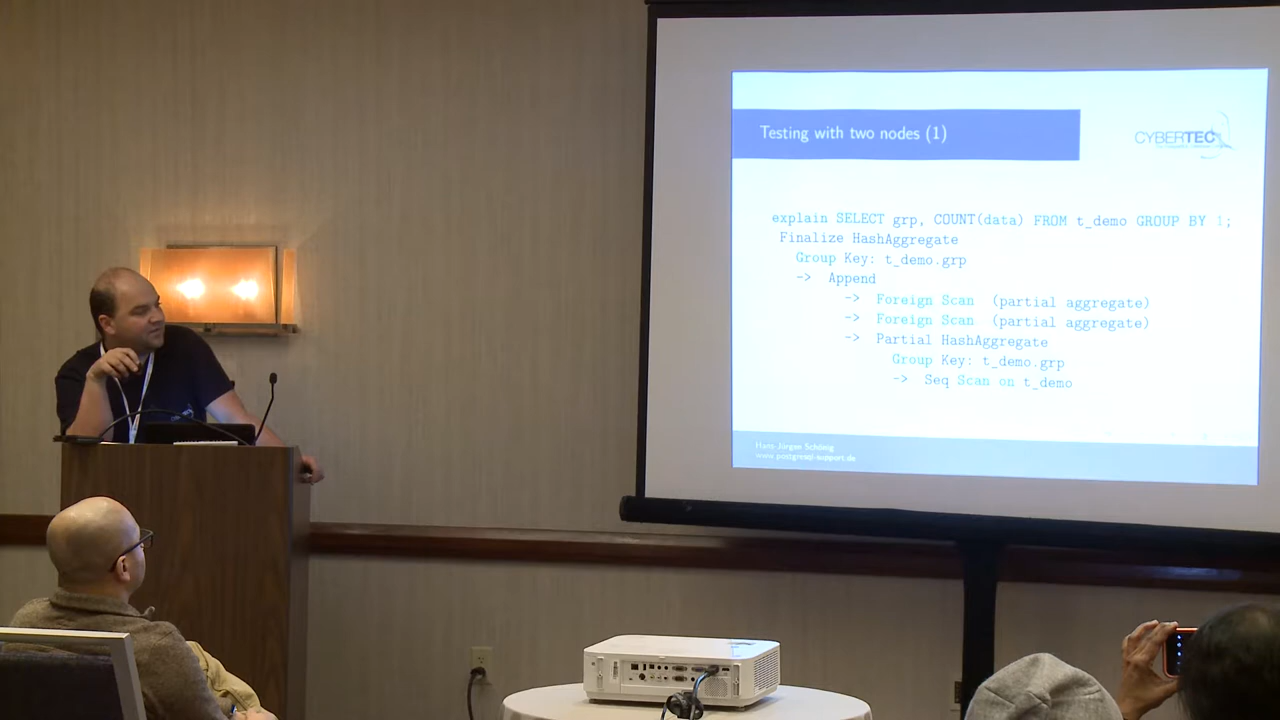 Testing with two nodes (1)
CYBERTEC
explain SELECT grp, COUNT(data) FROM t_demo GROUP BY 1;
Finalize HashAggregate
Group Key: t_demo.grp
-> Append
-> Foreign Scan (partial aggregate)
-> Foreign Scan (partial aggregate)
-> Partial HashAggregate
Group Key: t_demo.grp
-> Seq Scan on t_demo
Hans-Jürgen Schönig
www.postgresql-support.de